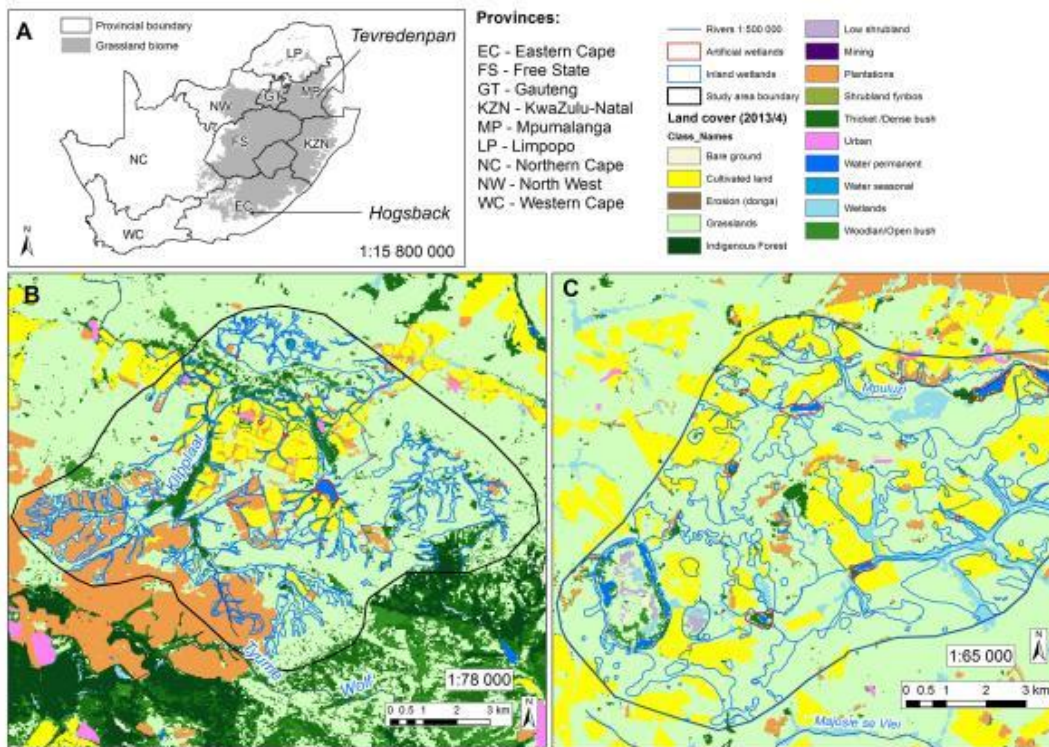 A
Provincial boundary
Grassland biome
Tevredenpan
LP
NW
GT
MP
FS
KZN
NC
EC
WC
Hogsback
N
1:15 800 000
Provinces:
EC - Eastern Cape
FS - Free State
GT - Gauteng
KZN - KwaZulu-Natal
MP - Mpumalanga
LP - Limpopo
NC - Northern Cape
NW - North West
WC - Western Cape
Rivers 1:500 000
Artificial wetlands
Inland wetlands
Study area boundary
Land cover (2013/4)
Class_Names
Bare ground
Cultivated land
Erosion (donga)
Grasslands
Indigenous Forest
Low shrubland
Mining
Plantations
Shrubland fynbos
Thicket /Dense bush
Urban
Water permanent
Water seasonal
Wetlands
Woodlan/Open bush
B
Klipplaat
Tyume
Wolf
1:78 000
0 0.5 1 2 3 km
N
C
Mpuluzi
Majosie se Vlei
1:65 000
0 0.5 1 2 3 km
N